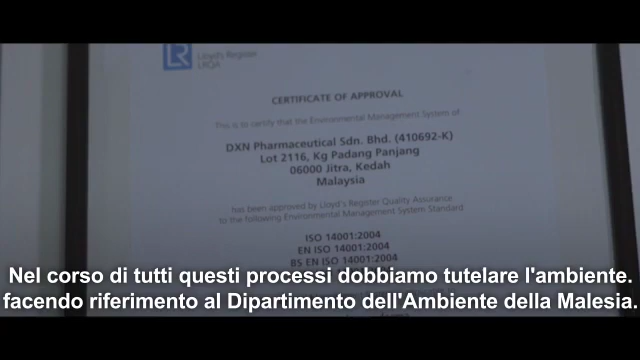 LR
Lloyd's Register
LRQA
CERTIFICATE OF APPROVAL
This is to certify that the Environmental Management System of
DXN Pharmaceutical Sdn. Bhd. (410692-K)
Lot 2116, Kg Padang Panjang
06000 Jitra, Kedah
Malaysia
has been approved by Lloyd's Register Quality Assurance
to the following Environmental Management System Standard
ISO 14001:2004
EN ISO 14001:2004
BS EN ISO 14001:2004
Nel corso di tutti questi processi dobbiamo tutelare l'ambiente.
facendo riferimento al Dipartimento dell'Ambiente della Malesia.